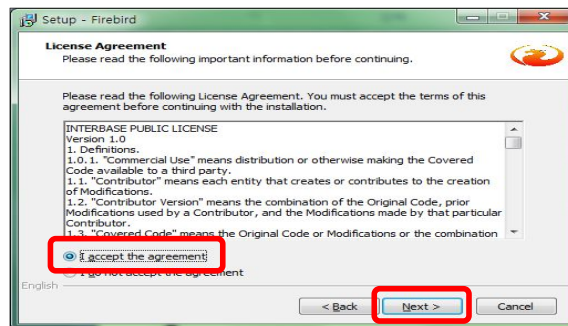 Setup - Firebird
License Agreement
Please read the following important information before continuing.
Please read the following License Agreement. You must accept the terms of this
agreement before continuing with the installation.
INTERBASE PUBLIC LICENSE
Version 1.0
1. Definitions.
1.0.1. "Commercial Use" means distribution or otherwise making the Covered
Code available to a third party.
1.1. "Contributor" means each entity that creates or contributes to the creation
of Modifications.
1.2. "Contributor Version" means the combination of the Original Code, prior
Modifications used by a Contributor, and the Modifications made by that particular
Contributor.
1.3. "Covered Code" means the Original Code or Modifications or the combination
I accept the agreement
I do not accept the agreement
English
< Back
Next >
Cancel